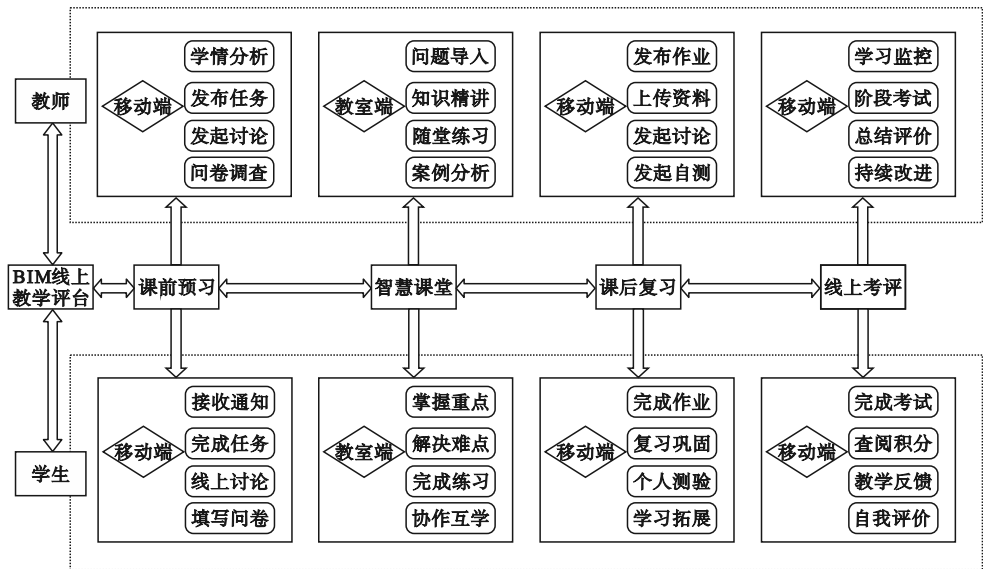 教师
移动端
学情分析
发布任务
发起讨论
问卷调查
教室端
问题导人
知识精讲
随堂练习
案例分析
移动端
发布作业
上传资料
发起讨论
发起自测
移动端
学习监控
阶段考试
总结评价
持续改进
BIM线上
教学评台
课前预习
智慧课堂
课后复习
线上考评
学生
移动端
接收通知
完成任务
线上讨论
填写问卷
教室端
掌握重点
解决难点
完成练习
协作互学
移动端
完成作业
复习巩固
个人测验
学习拓展
移动端
完成考试
查阅积分
教学反馈
自我评价